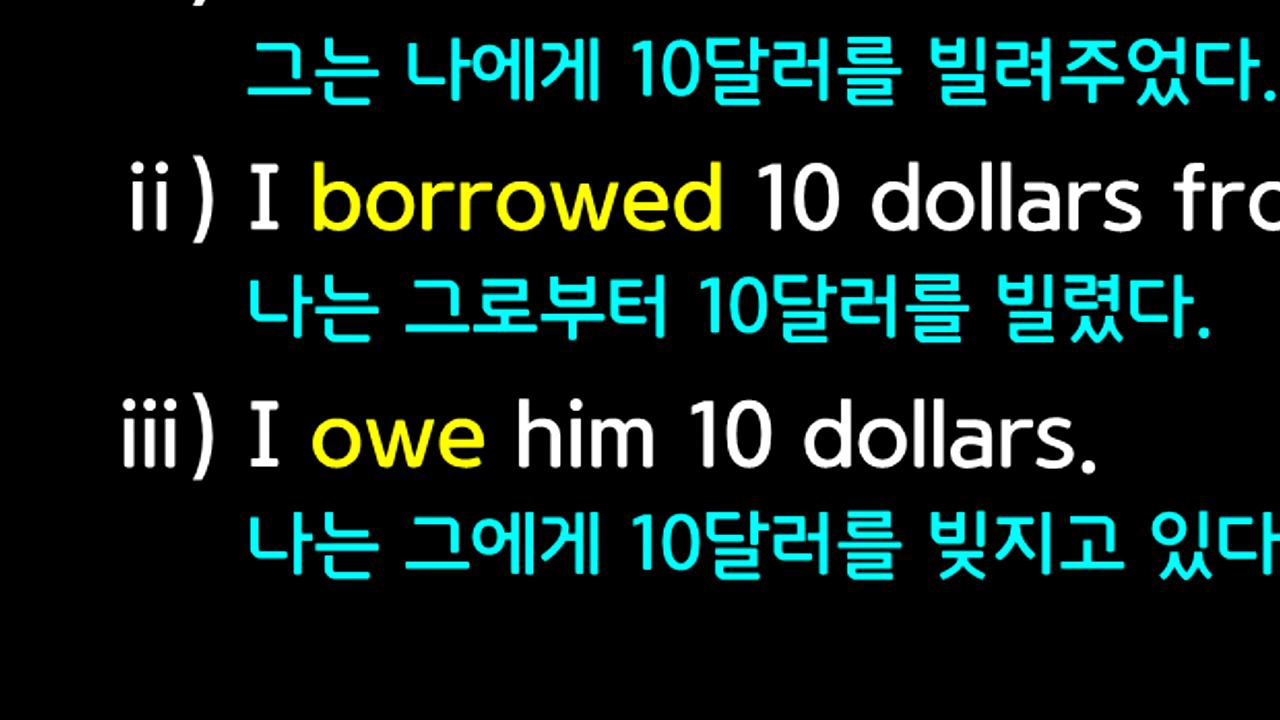 그는 나에게 10달러를 빌려주었다.
ii) I borrowed 10 dollars
나는 그로부터 10달러를 빌렸다.
iii) I owe him 10 dollars.
나는 그에게 10달러를 빚지고 있다